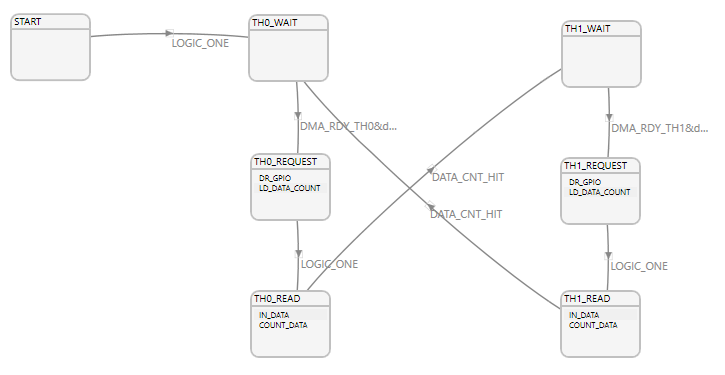 START
TH0_WAIT
TH1_WAIT
LOGIC_ONE
DMA_RDY_TH0&d...
DMA_RDY_TH1&d...
TH0_REQUEST
DR_GPIO
LD_DATA_COUNT
TH1_REQUEST
DR_GPIO
LD_DATA_COUNT
DATA_CNT_HIT
DATA_CNT_HIT
LOGIC_ONE
LOGIC_ONE
TH0_READ
IN_DATA
COUNT_DATA
TH1_READ
IN_DATA
COUNT_DATA